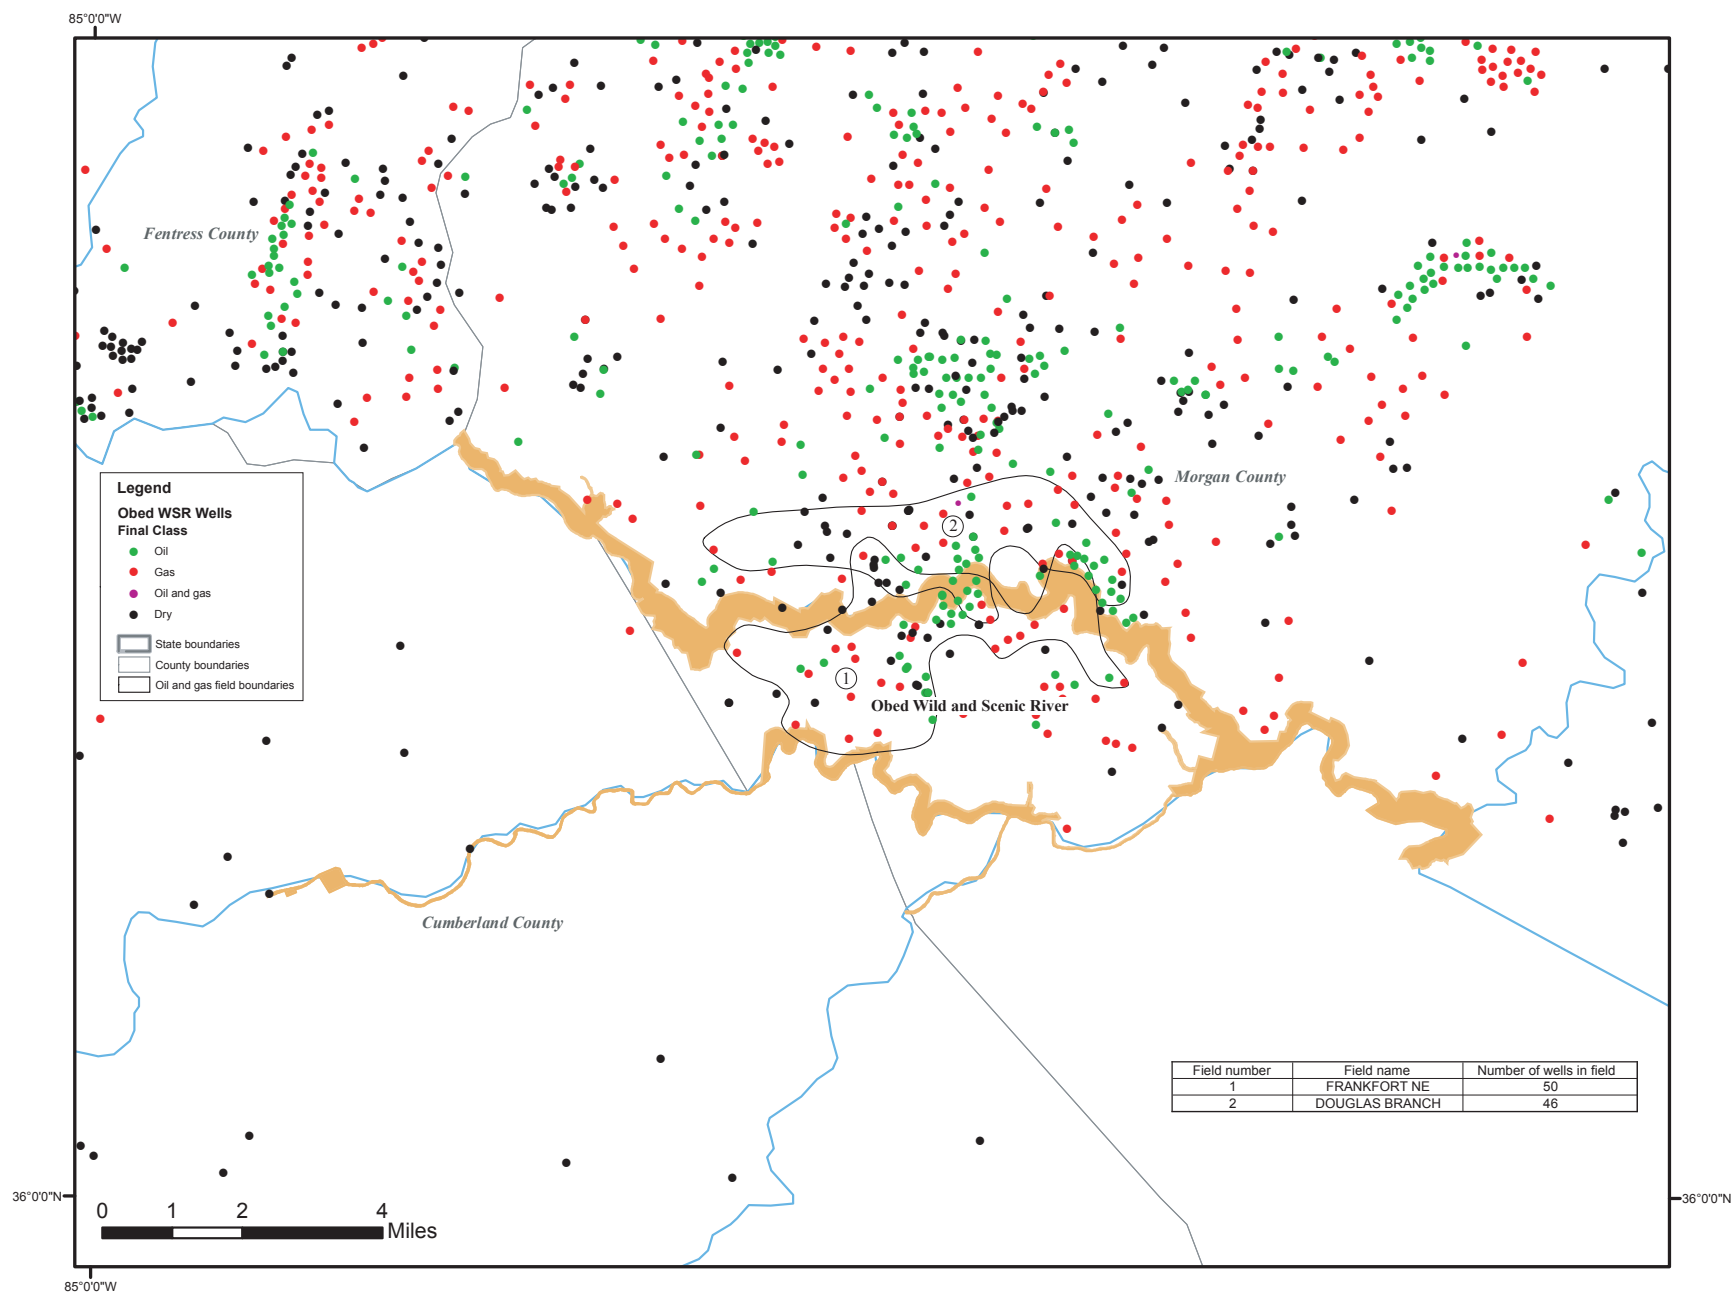 85°0'0"W
Fentress County
Morgan County
Legend
Obed WSR Wells
Final Class
Oil
Gas
Oil and gas
Dry
State boundaries
County boundaries
Oil and gas field boundaries
2
1
Obed Wild and Scenic River
Cumberland County
Field number Field name Number of wells in field
1 FRANKFORT NE 50
2 DOUGLAS BRANCH 46
36°0'0"N
36°0'0"N
0 1 2 4
Miles
85°0'0"W